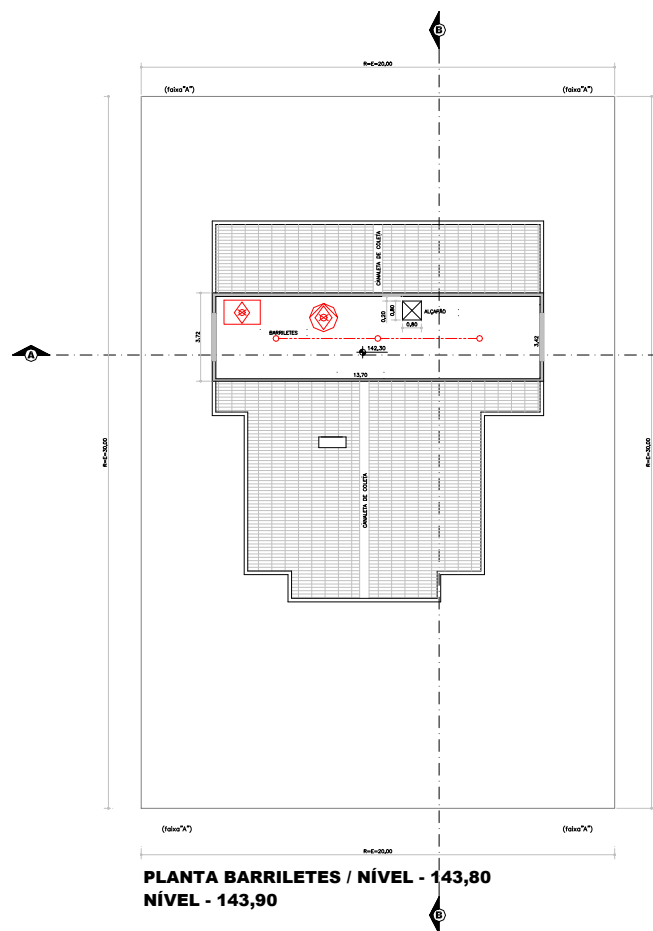 B
R=E=20,00
(faixa"A") (faixa"A")
CANALETA DE COLETA
0,20 0,80 ALÇAPÃO
0,80
BARRILETES
3,72
142,30
3,42
A A
13,70
R=E=30,00
R=E=30,00
CANALETA DE COLETA
(faixa"A") (faixa"A")
R=E=20,00
PLANTA BARRILETES / NÍVEL - 143,80
NÍVEL - 143,90
B